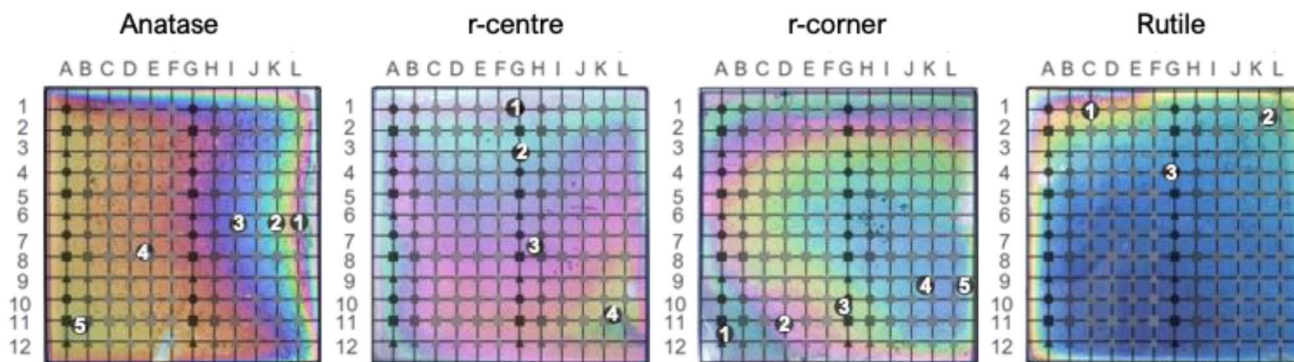 Anatase r-centre r-corner Rutile
A B C D E F G H I J K L A B C D E F G H I J K L A B C D E F G H I J K L A B C D E F G H I J K L
1 1 1 1 1 1
2 2 2 2 2
3 3 2 3 3
4 4 4 4 3
5 5 5 5
6 3 2 1 6 6 6
7 4 7 3 7 7
8 8 8 8
9 9 9 4 5 9
10 10 4 10 3 10
11 5 11 11 1 2 11
12 12 12 12